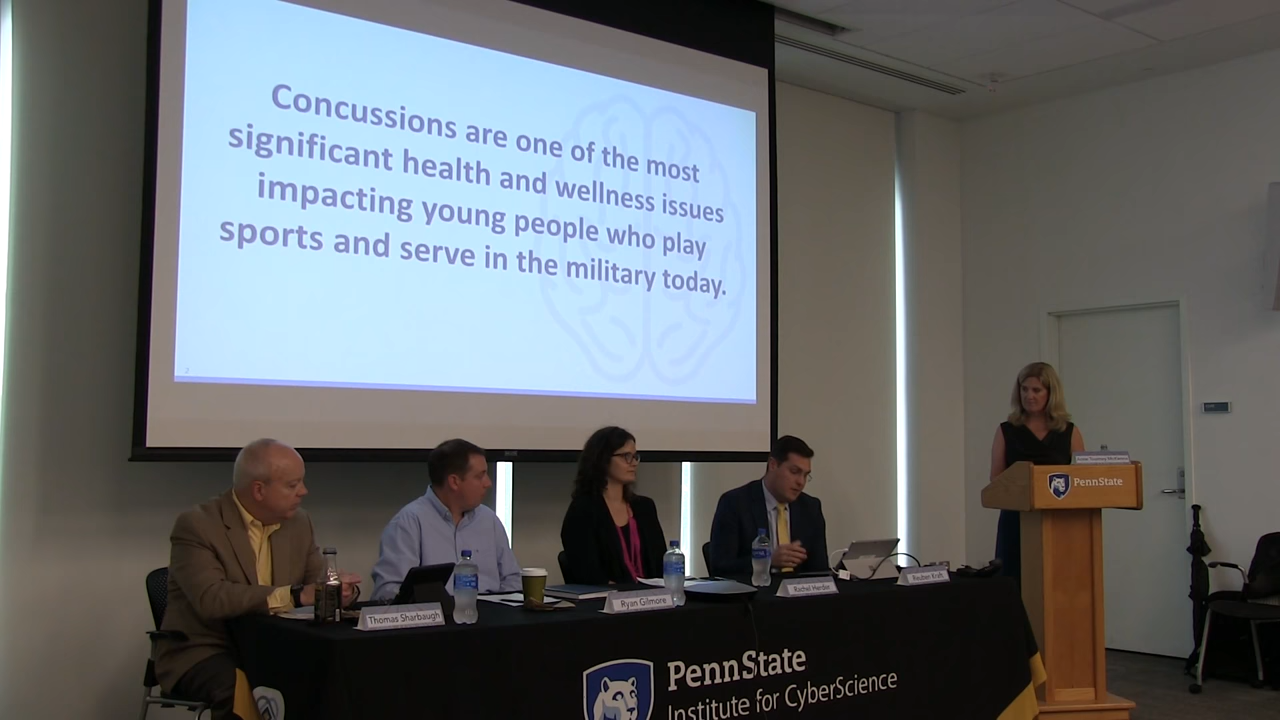 Concussions are one of the most
significant health and wellness issues
impacting young people who play
sports and serve in the military today.
2
PennState
Thomas Sharbaugh
Ryan Gilmore
Rachel Herder
Reuben Kraft
PennState
Institute for CyberScience